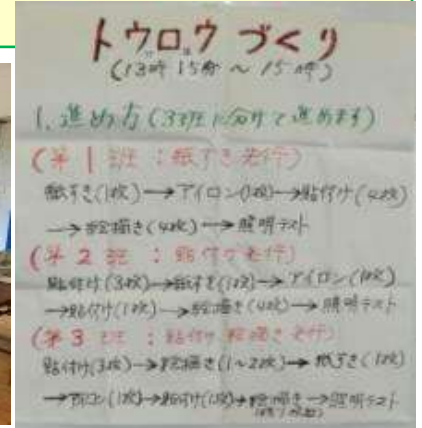 トウロウ づくり
(13時15分～15時)
1. 進め方(3班に分けて進めます)
(第1班：紙すき先行)
紙すき(1枚)→アイロン(1枚)→貼付け(4枚)
→絵描き(4枚)→照明テスト
(第2班：貼付け先行)
貼付け(3枚)→紙すき(1枚)→アイロン(1枚)
→貼付け(1枚)→絵描き(4枚)→照明テスト
(第3班：貼付け 絵描き先行)
貼付け(3枚)→絵描き(1～2枚)→紙すき(1枚)
→アイロン(1枚)→貼付け(1枚)→絵描き→照明テスト